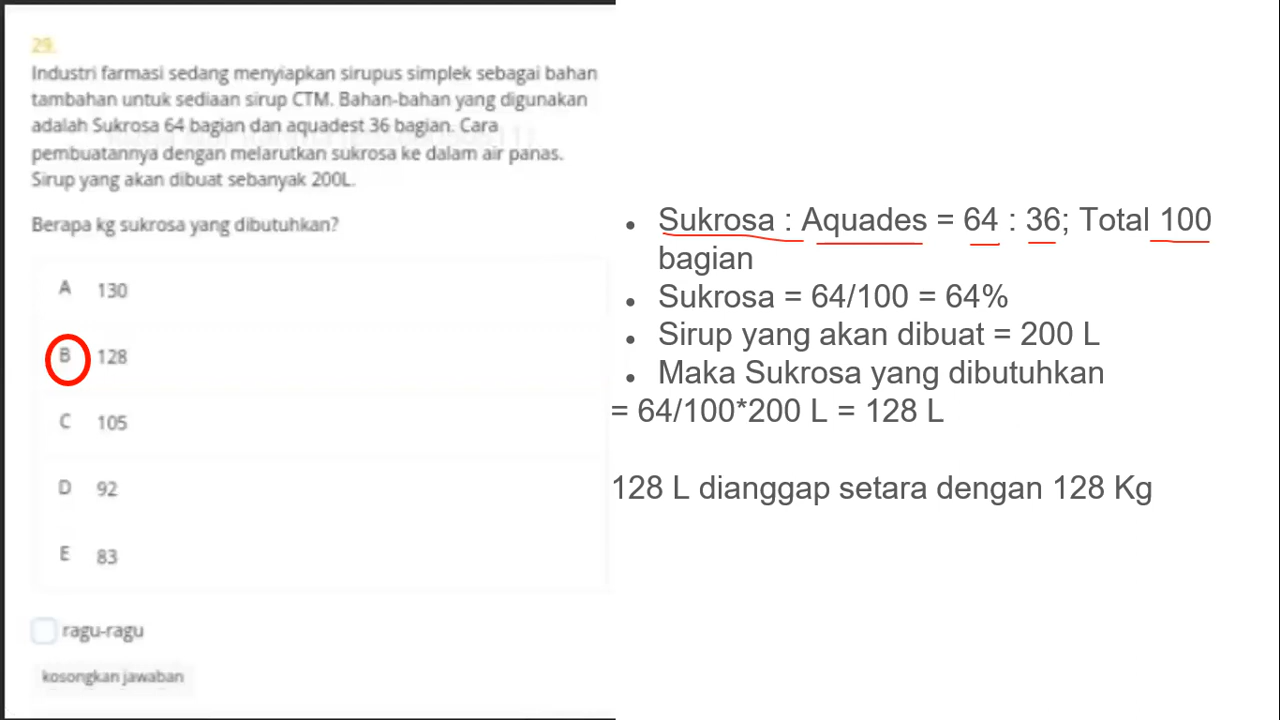 29.
Industri farmasi sedang menyiapkan sirupus simplek sebagai bahan
tambahan untuk sediaan sirup CTM. Bahan-bahan yang digunakan
adalah Sukrosa 64 bagian dan aquadest 36 bagian. Cara
pembuatannya dengan melarutkan sukrosa ke dalam air panas.
Sirup yang akan dibuat sebanyak 200L.
Berapa kg sukrosa yang dibutuhkan?
A 130
B 128
C 105
D 92
E 83
ragu-ragu
kosongkan jawaban
• Sukrosa : Aquades = 64 : 36; Total 100
bagian
• Sukrosa = 64/100 = 64%
• Sirup yang akan dibuat = 200 L
• Maka Sukrosa yang dibutuhkan
= 64/100*200 L = 128 L
128 L dianggap setara dengan 128 Kg